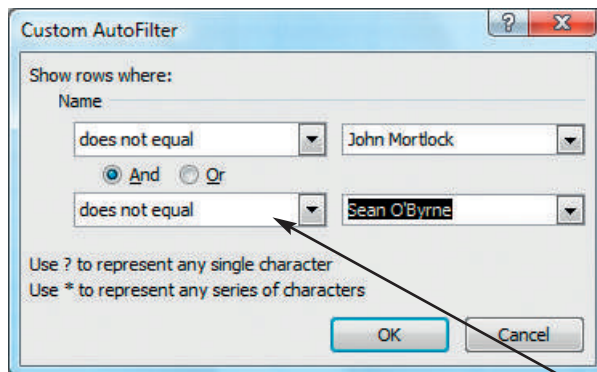 Custom AutoFilter
Show rows where:
Name
does not equal John Mortlock
And Or
does not equal Sean O'Byrne
Use ? to represent any single character
Use * to represent any series of characters
OK Cancel